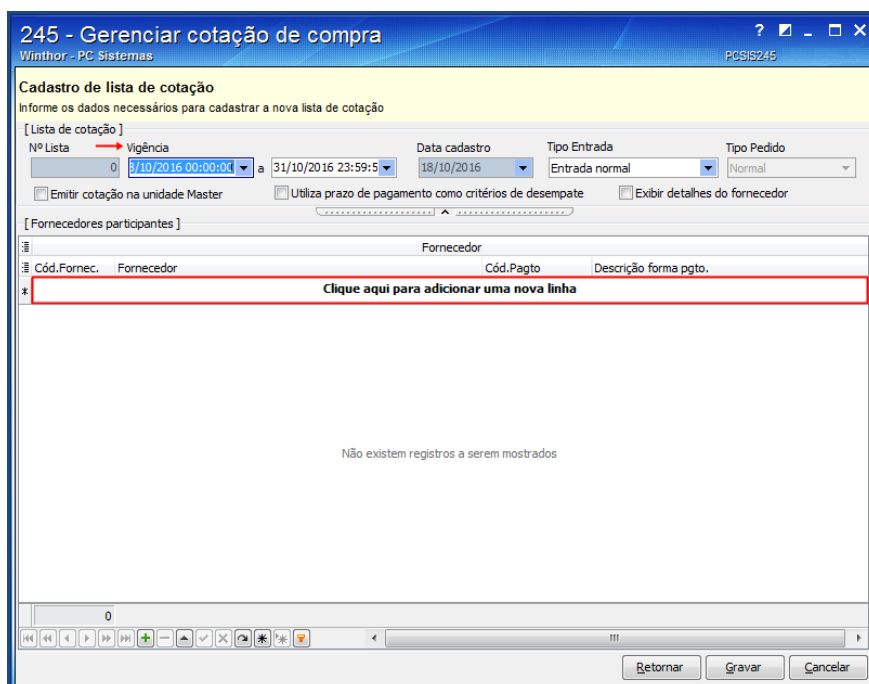 245 - Gerenciar cotação de compra
Winthor - PC Sistemas
PCSIS245
Cadastro de lista de cotação
Informe os dados necessários para cadastrar a nova lista de cotação
[ Lista de cotação ]
Nº Lista Vigência Data cadastro Tipo Entrada Tipo Pedido
0 8/10/2016 00:00:00 a 31/10/2016 23:59:5 18/10/2016 Entrada normal Normal
Emitir cotação na unidade Master Utiliza prazo de pagamento como critérios de desempate Exibir detalhes do fornecedor
[ Fornecedores participantes ]
Fornecedor
Cód.Fornec. Fornecedor Cód.Pagto Descrição forma pgto.
Clique aqui para adicionar uma nova linha
Não existem registros a serem mostrados
0
Retornar Gravar Cancelar